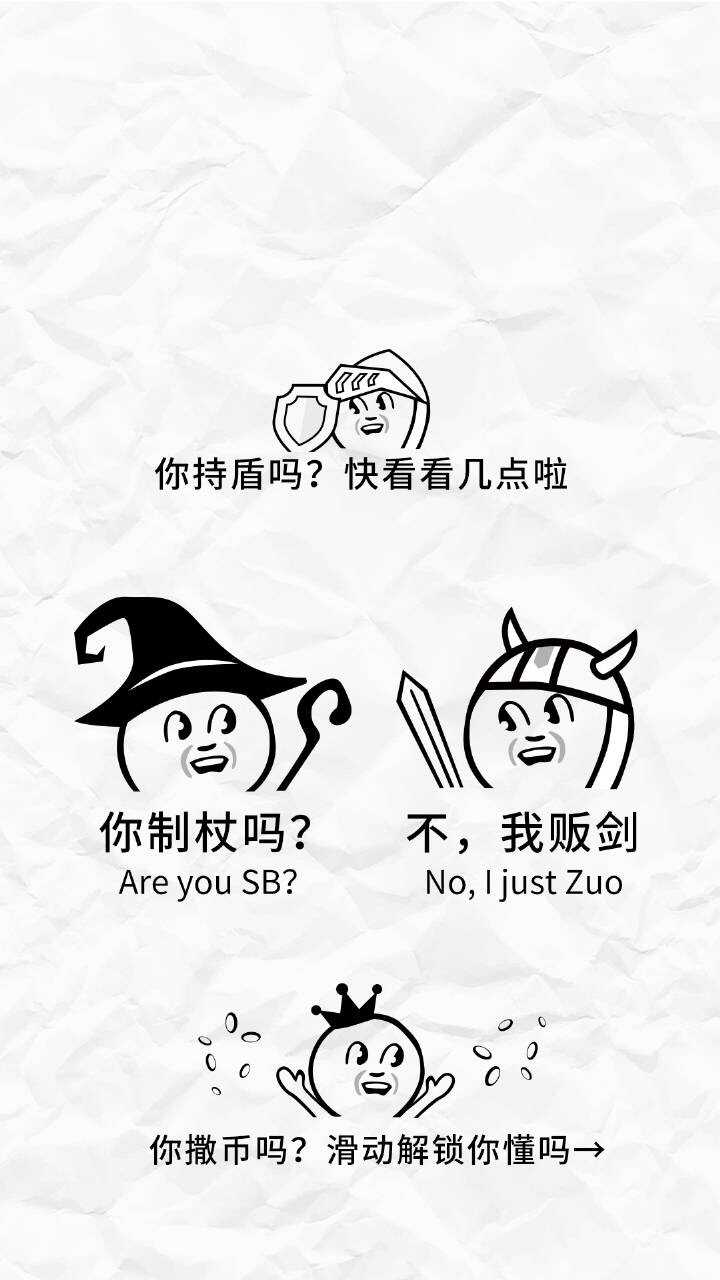 你持盾吗？快看看几点啦
你制杖吗？
Are you SB？
不，我贩剑
No, I just Zuo
你撒币吗？滑动解锁你懂吗→